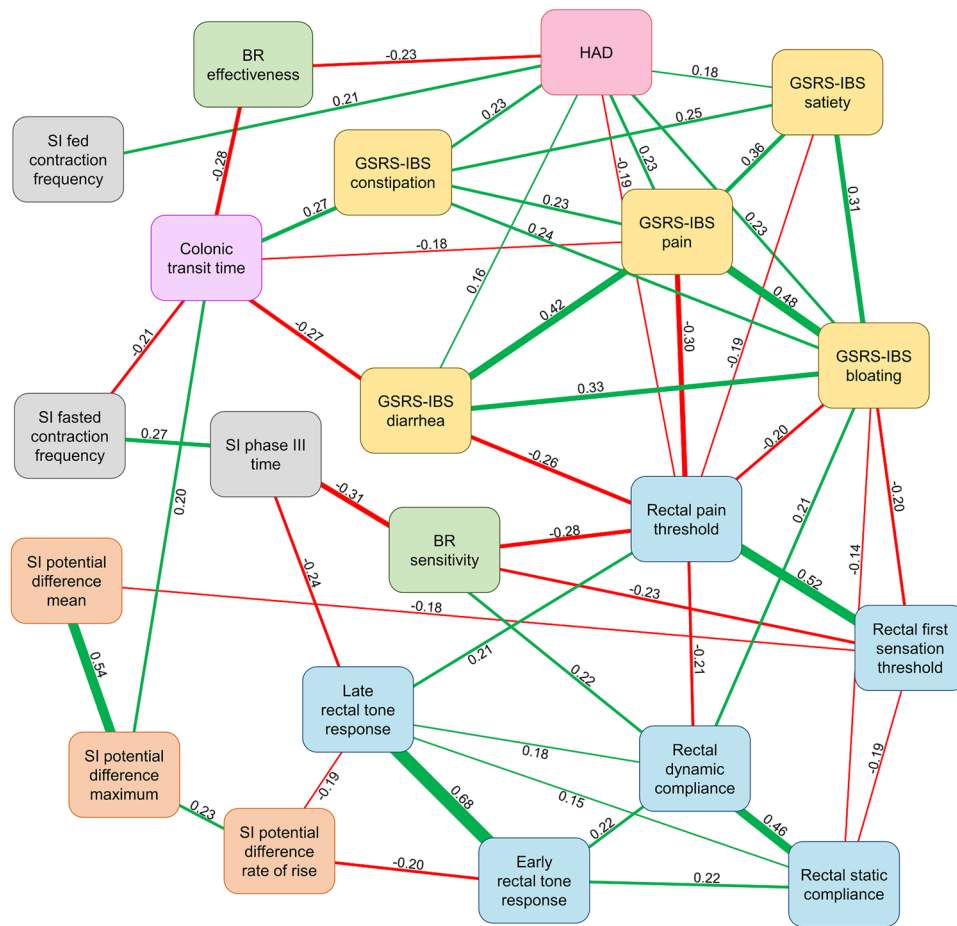 BR
effectiveness
-0.23
HAD
0.18
GSRS-IBS
satiety
0.21
SI fed
contraction
frequency
0.23
0.25
-0.28
GSRS-IBS
constipation
0.23
-0.19
0.36
0.31
0.27
0.23
GSRS-IBS
pain
0.23
Colonic
transit time
-0.18
0.24
0.16
0.42
0.48
-0.19
-0.30
-0.21
-0.27
GSRS-IBS
bloating
GSRS-IBS
diarrhea
0.33
SI fasted
contraction
frequency
0.27
SI phase III
time
-0.20
-0.26
-0.20
0.20
-0.31
0.21
Rectal pain
threshold
-0.28
BR
sensitivity
-0.14
SI potential
difference
mean
-0.24
-0.23
0.52
-0.18
Rectal first
sensation
threshold
0.54
0.21
-0.21
0.22
Late
rectal tone
response
-0.19
SI potential
difference
maximum
0.18
Rectal
dynamic
compliance
-0.19
0.15
0.68
0.23
0.22
0.46
SI potential
difference
rate of rise
-0.20
Early
rectal tone
response
0.22
Rectal static
compliance